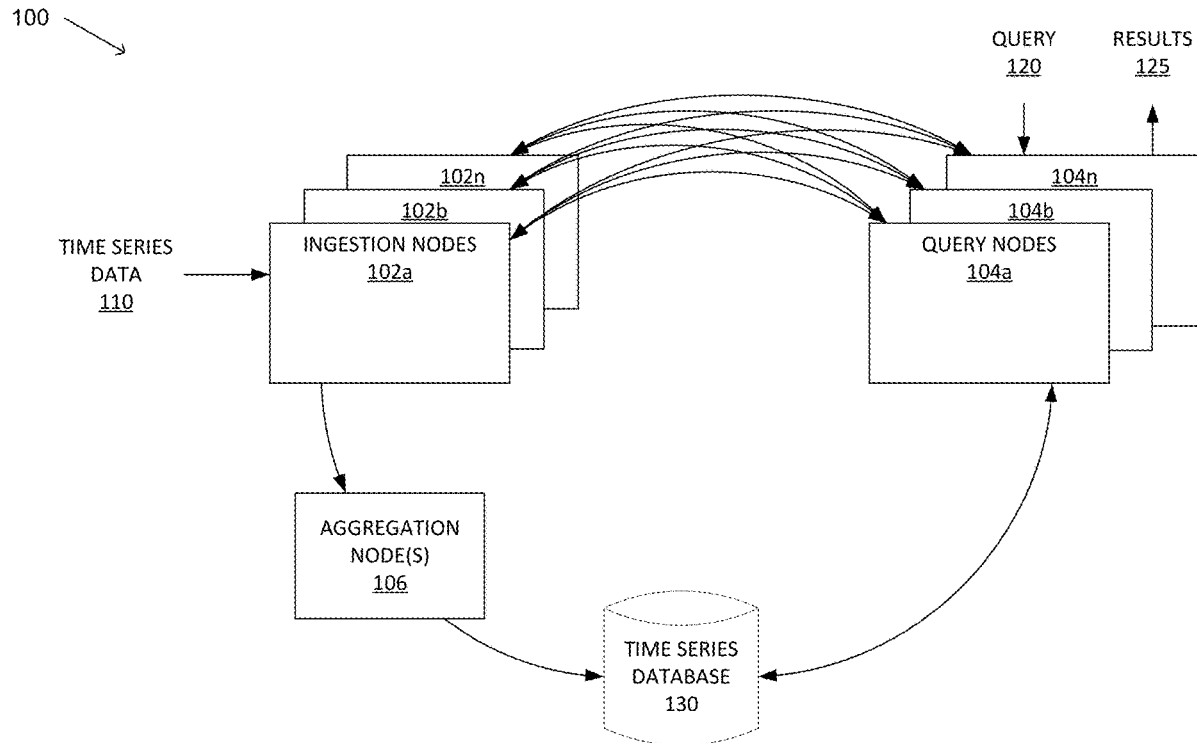 100
QUERY
120
RESULTS
125
102n
102b
INGESTION NODES
102a
104n
104b
QUERY NODES
104a
TIME SERIES
DATA
110
AGGREGATION
NODE(S)
106
TIME SERIES
DATABASE
130